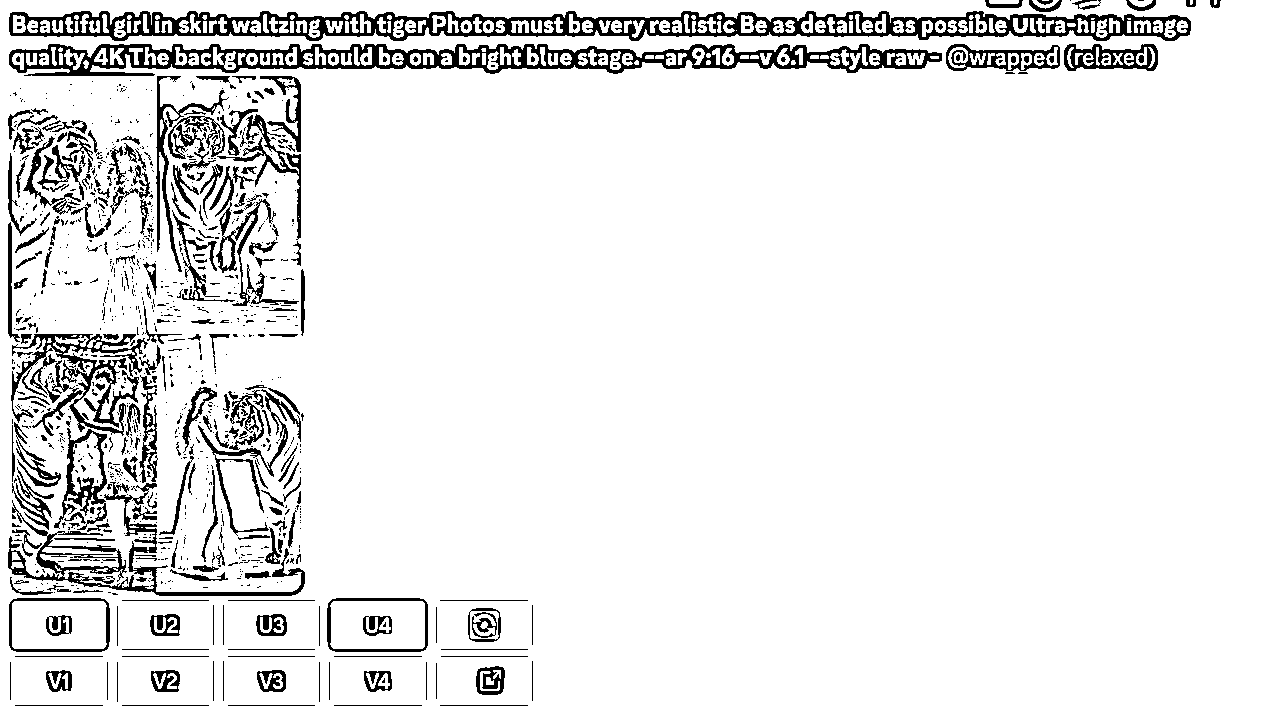 Beautiful girl in skirt waltzing with tiger Photos must be very realistic Be as detailed as possible Ultra-high image
quality, 4K The background should be on a bright blue stage. --ar 9:16 --v 6.1 --style raw - @wrapped (relaxed)
U1 U2 U3 U4
V1 V2 V3 V4